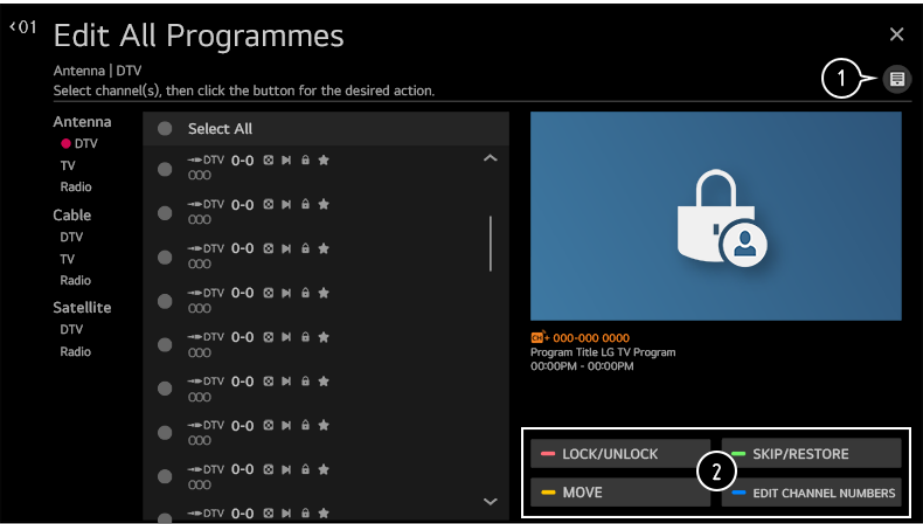 <01
Edit All Programmes
Antenna | DTV
Select channel(s), then click the button for the desired action.
1
Antenna
DTV
TV
Radio
Cable
DTV
TV
Radio
Satellite
DTV
Radio
Select All
DTV 0-0
000
DTV 0-0
000
DTV 0-0
000
DTV 0-0
000
DTV 0-0
000
DTV 0-0
000
DTV 0-0
000
DTV 0-0
000
DTV 0-0
CH + 000-000 0000
Program Title LG TV Program
00:00PM - 00:00PM
LOCK/UNLOCK
SKIP/RESTORE
2
MOVE
EDIT CHANNEL NUMBERS